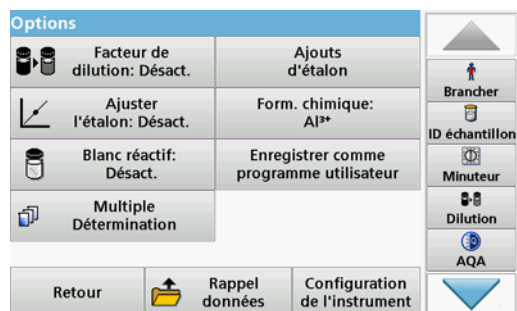 Options
Facteur de
dilution: Désact.
Ajouts
d'étalon
Ajuster
l'étalon: Désact.
Form. chimique:
Al³⁺
Blanc réactif:
Désact.
Enregistrer comme
programme utilisateur
Multiple
Détermination
Retour
Rappel
données
Configuration
de l'instrument
Brancher
ID échantillon
Minuteur
Dilution
AQA